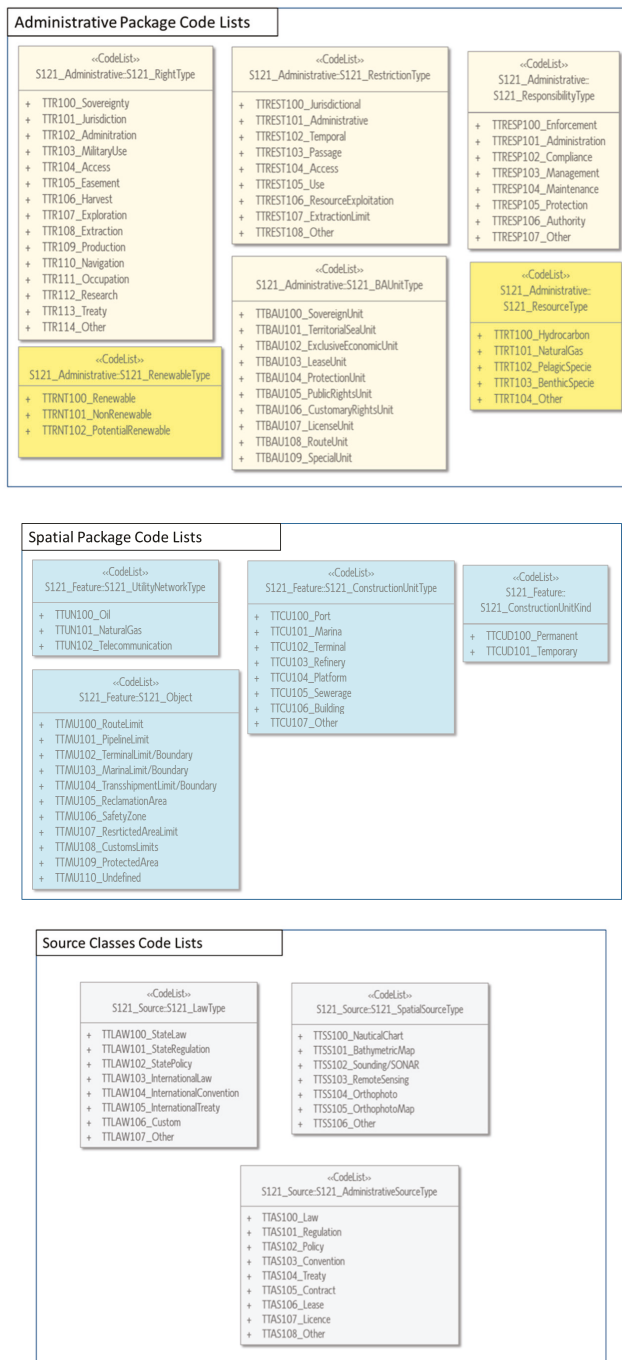 Administrative Package Code Lists
«CodeList»
S121_Administrative::S121_RightType
+ TTR100_Sovereignty
+ TTR101_Jurisdiction
+ TTR102_Adminitration
+ TTR103_MilitaryUse
+ TTR104_Access
+ TTR105_Easement
+ TTR106_Harvest
+ TTR107_Exploration
+ TTR108_Extraction
+ TTR109_Production
+ TTR110_Navigation
+ TTR111_Occupation
+ TTR112_Research
+ TTR113_Treaty
+ TTR114_Other
«CodeList»
S121_Administrative::S121_RenewableType
+ TTRNT100_Renewable
+ TTRNT101_NonRenewable
+ TTRNT102_PotentialRenewable
«CodeList»
S121_Administrative::S121_RestrictionType
+ TTREST100_Jurisdictional
+ TTREST101_Administrative
+ TTREST102_Temporal
+ TTREST103_Passage
+ TTREST104_Access
+ TTREST105_Use
+ TTREST106_ResourceExploitation
+ TTREST107_ExtractionLimit
+ TTREST108_Other
«CodeList»
S121_Administrative::S121_BAUnitType
+ TTBAU100_SovereignUnit
+ TTBAU101_TerritorialSeaUnit
+ TTBAU102_ExclusiveEconomicUnit
+ TTBAU103_LeaseUnit
+ TTBAU104_ProtectionUnit
+ TTBAU105_PublicRightsUnit
+ TTBAU106_CustomaryRightsUnit
+ TTBAU107_LicenseUnit
+ TTBAU108_RouteUnit
+ TTBAU109_SpecialUnit
«CodeList»
S121_Administrative::
S121_ResponsibilityType
+ TTRESP100_Enforcement
+ TTRESP101_Administration
+ TTRESP102_Compliance
+ TTRESP103_Management
+ TTRESP104_Maintenance
+ TTRESP105_Protection
+ TTRESP106_Authority
+ TTRESP107_Other
«CodeList»
S121_Administrative::
S121_ResourceType
+ TTRT100_Hydrocarbon
+ TTRT101_NaturalGas
+ TTRT102_PelagicSpecie
+ TTRT103_BenthicSpecie
+ TTRT104_Other
Spatial Package Code Lists
«CodeList»
S121_Feature::S121_UtilityNetworkType
+ TTUN100_Oil
+ TTUN101_NaturalGas
+ TTUN102_Telecommunication
«CodeList»
S121_Feature::S121_Object
+ TTMU100_RouteLimit
+ TTMU101_PipelineLimit
+ TTMU102_TerminalLimit/Boundary
+ TTMU103_MarinaLimit/Boundary
+ TTMU104_TransshipmentLimit/Boundary
+ TTMU105_ReclamationArea
+ TTMU106_SafetyZone
+ TTMU107_ResrtictedAreaLimit
+ TTMU108_CustomsLimits
+ TTMU109_ProtectedArea
+ TTMU110_Undefined
«CodeList»
S121_Feature::S121_ConstructionUnitType
+ TTCU100_Port
+ TTCU101_Marina
+ TTCU102_Terminal
+ TTCU103_Refinery
+ TTCU104_Platform
+ TTCU105_Sewerage
+ TTCU106_Building
+ TTCU107_Other
«CodeList»
S121_Feature:
S121_ConstructionUnitKind
+ TTCUD100_Permanent
+ TTCUD101_Temporary
Source Classes Code Lists
«CodeList»
S121_Source::S121_LawType
+ TTLAW100_StateLaw
+ TTLAW101_StateRegulation
+ TTLAW102_StatePolicy
+ TTLAW103_InternationalLaw
+ TTLAW104_InternationalConvention
+ TTLAW105_InternationalTreaty
+ TTLAW106_Custom
+ TTLAW107_Other
«CodeList»
S121_Source::S121_SpatialSourceType
+ TTSS100_NauticalChart
+ TTSS101_BathymetricMap
+ TTSS102_Sounding/SONAR
+ TTSS103_RemoteSensing
+ TTSS104_Orthophoto
+ TTSS105_OrthophotoMap
+ TTSS106_Other
«CodeList»
S121_Source::S121_AdministrativeSourceType
+ TTAS100_Law
+ TTAS101_Regulation
+ TTAS102_Policy
+ TTAS103_Convention
+ TTAS104_Treaty
+ TTAS105_Contract
+ TTAS106_Lease
+ TTAS107_Licence
+ TTAS108_Other